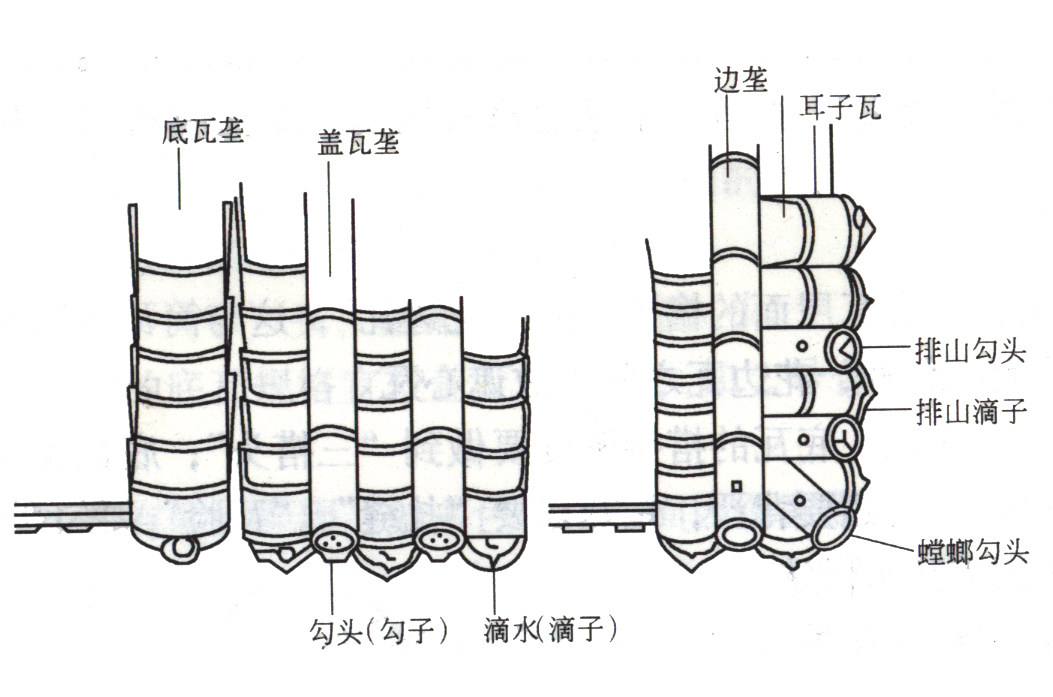 底瓦垄
盖瓦垄
勾头(勾子)
滴水(滴子)
边垄
耳子瓦
排山勾头
排山滴子
螳螂勾头